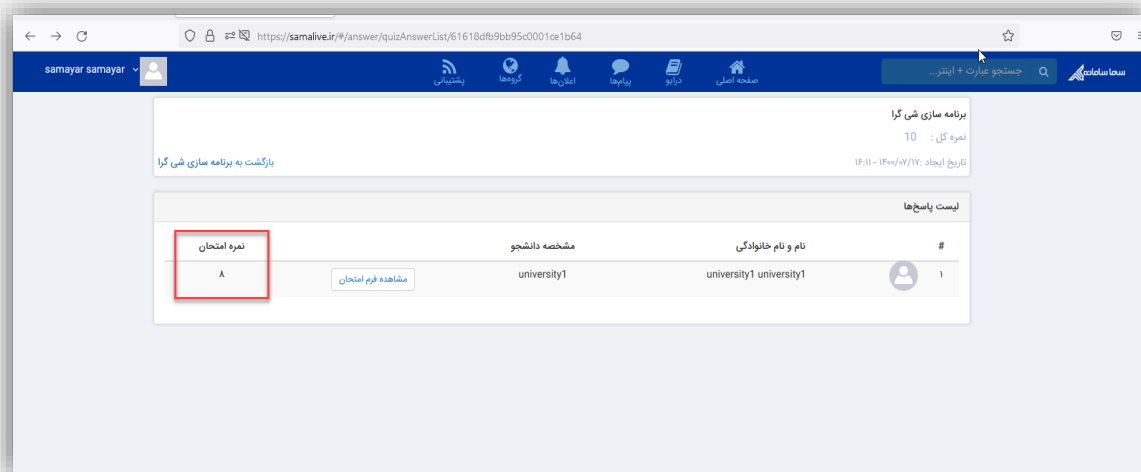 https://samalive.ir/#/answer/quizAnswerList/61618dfb9bb95c0001ce1b64
جستجو عبارت + اینتر...
صفحه اصلی
درایو
پیام‌ها
اعلان‌ها
گروه‌ها
پشتیبانی
samayar samayar
برنامه سازی شی گرا
نمره کل : 10
تاریخ ایجاد :۱۴۰۰/۰۷/۱۷ - ۱۶:۱۱
بازگشت به برنامه سازی شی گرا
لیست پاسخ‌ها
# نام و نام خانوادگی مشخصه دانشجو نمره امتحان
۱ university1 university1 university1 مشاهده فرم امتحان ۸